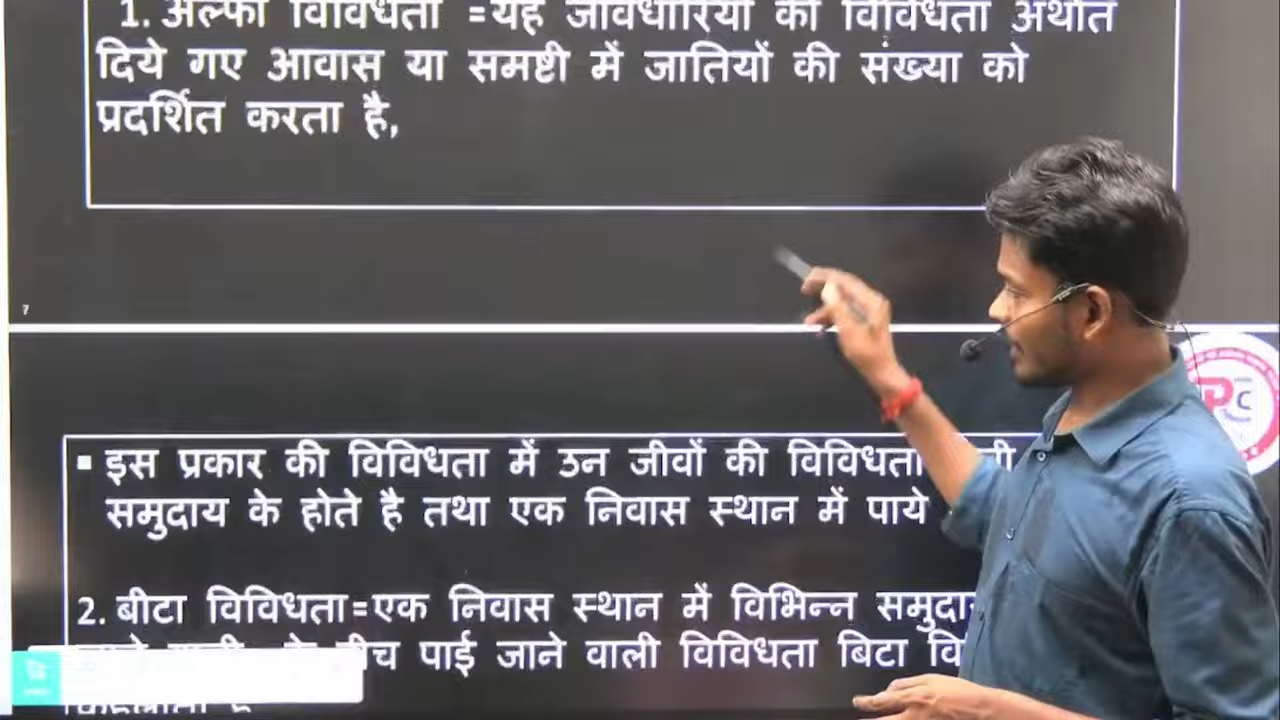 1. अल्फा विविधता =यह जीवधारियों की विविधता अर्थात
दिये गए आवास या समष्टी में जातियों की संख्या को
प्रदर्शित करता है,
7
इस प्रकार की विविधता में उन जीवों की विविधता
समुदाय के होते है तथा एक निवास स्थान में पाये
2. बीटा विविधता=एक निवास स्थान में विभिन्न
पाई जाने वाली विविधता बिटा